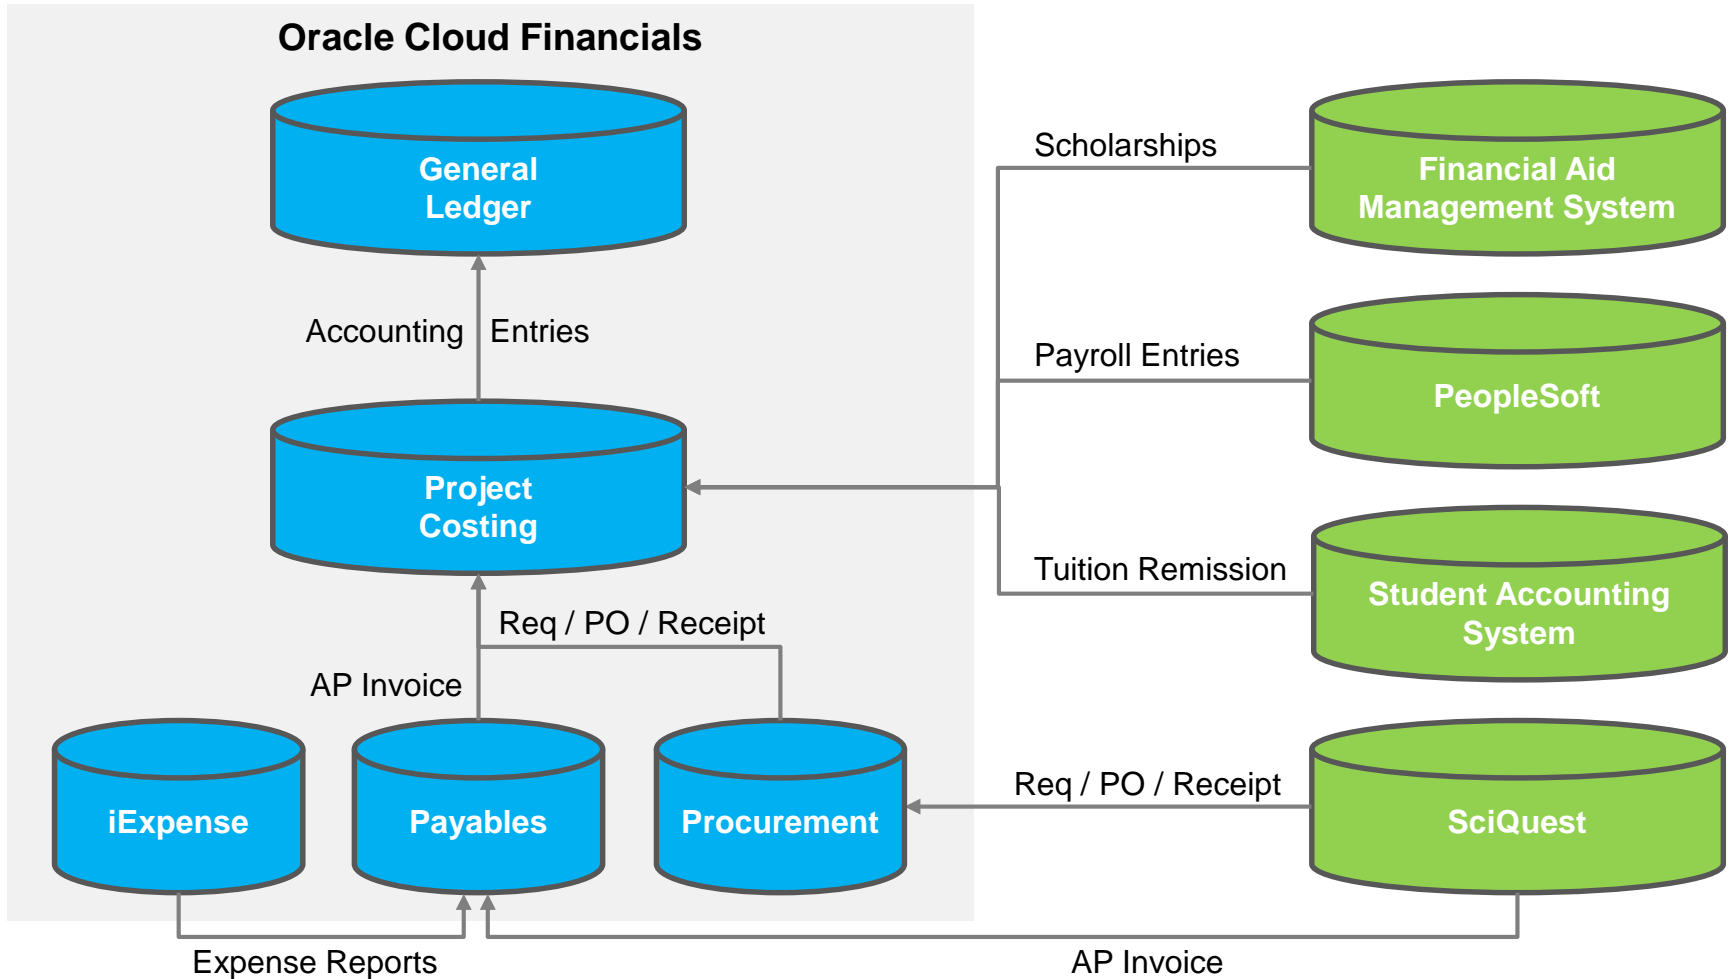 Oracle Cloud Financials
General
Ledger
Accounting Entries
Project
Costing
Req / PO / Receipt
AP Invoice
iExpense
Payables
Procurement
Expense Reports
Scholarships
Financial Aid
Management System
Payroll Entries
PeopleSoft
Tuition Remission
Student Accounting
System
Req / PO / Receipt
SciQuest
AP Invoice